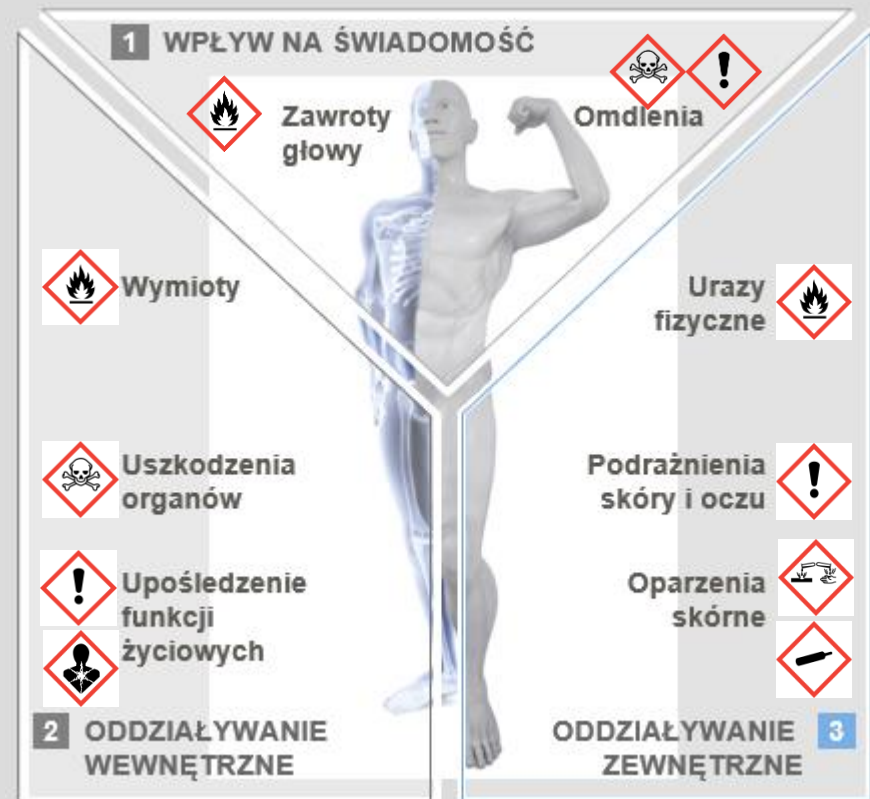 1 WPŁYW NA ŚWIADOMOŚĆ
Zawroty
głowy
Omdlenia
Wymioty
Uszkodzenia
organów
Upośledzenie
funkcji
życiowych
2 ODDZIAŁYWANIE
WEWNĘTRZNE
Urazy
fizyczne
Podrażnienia
skóry i oczu
Oparzenia
skórne
ODDZIAŁYWANIE 3
ZEWNĘTRZNE